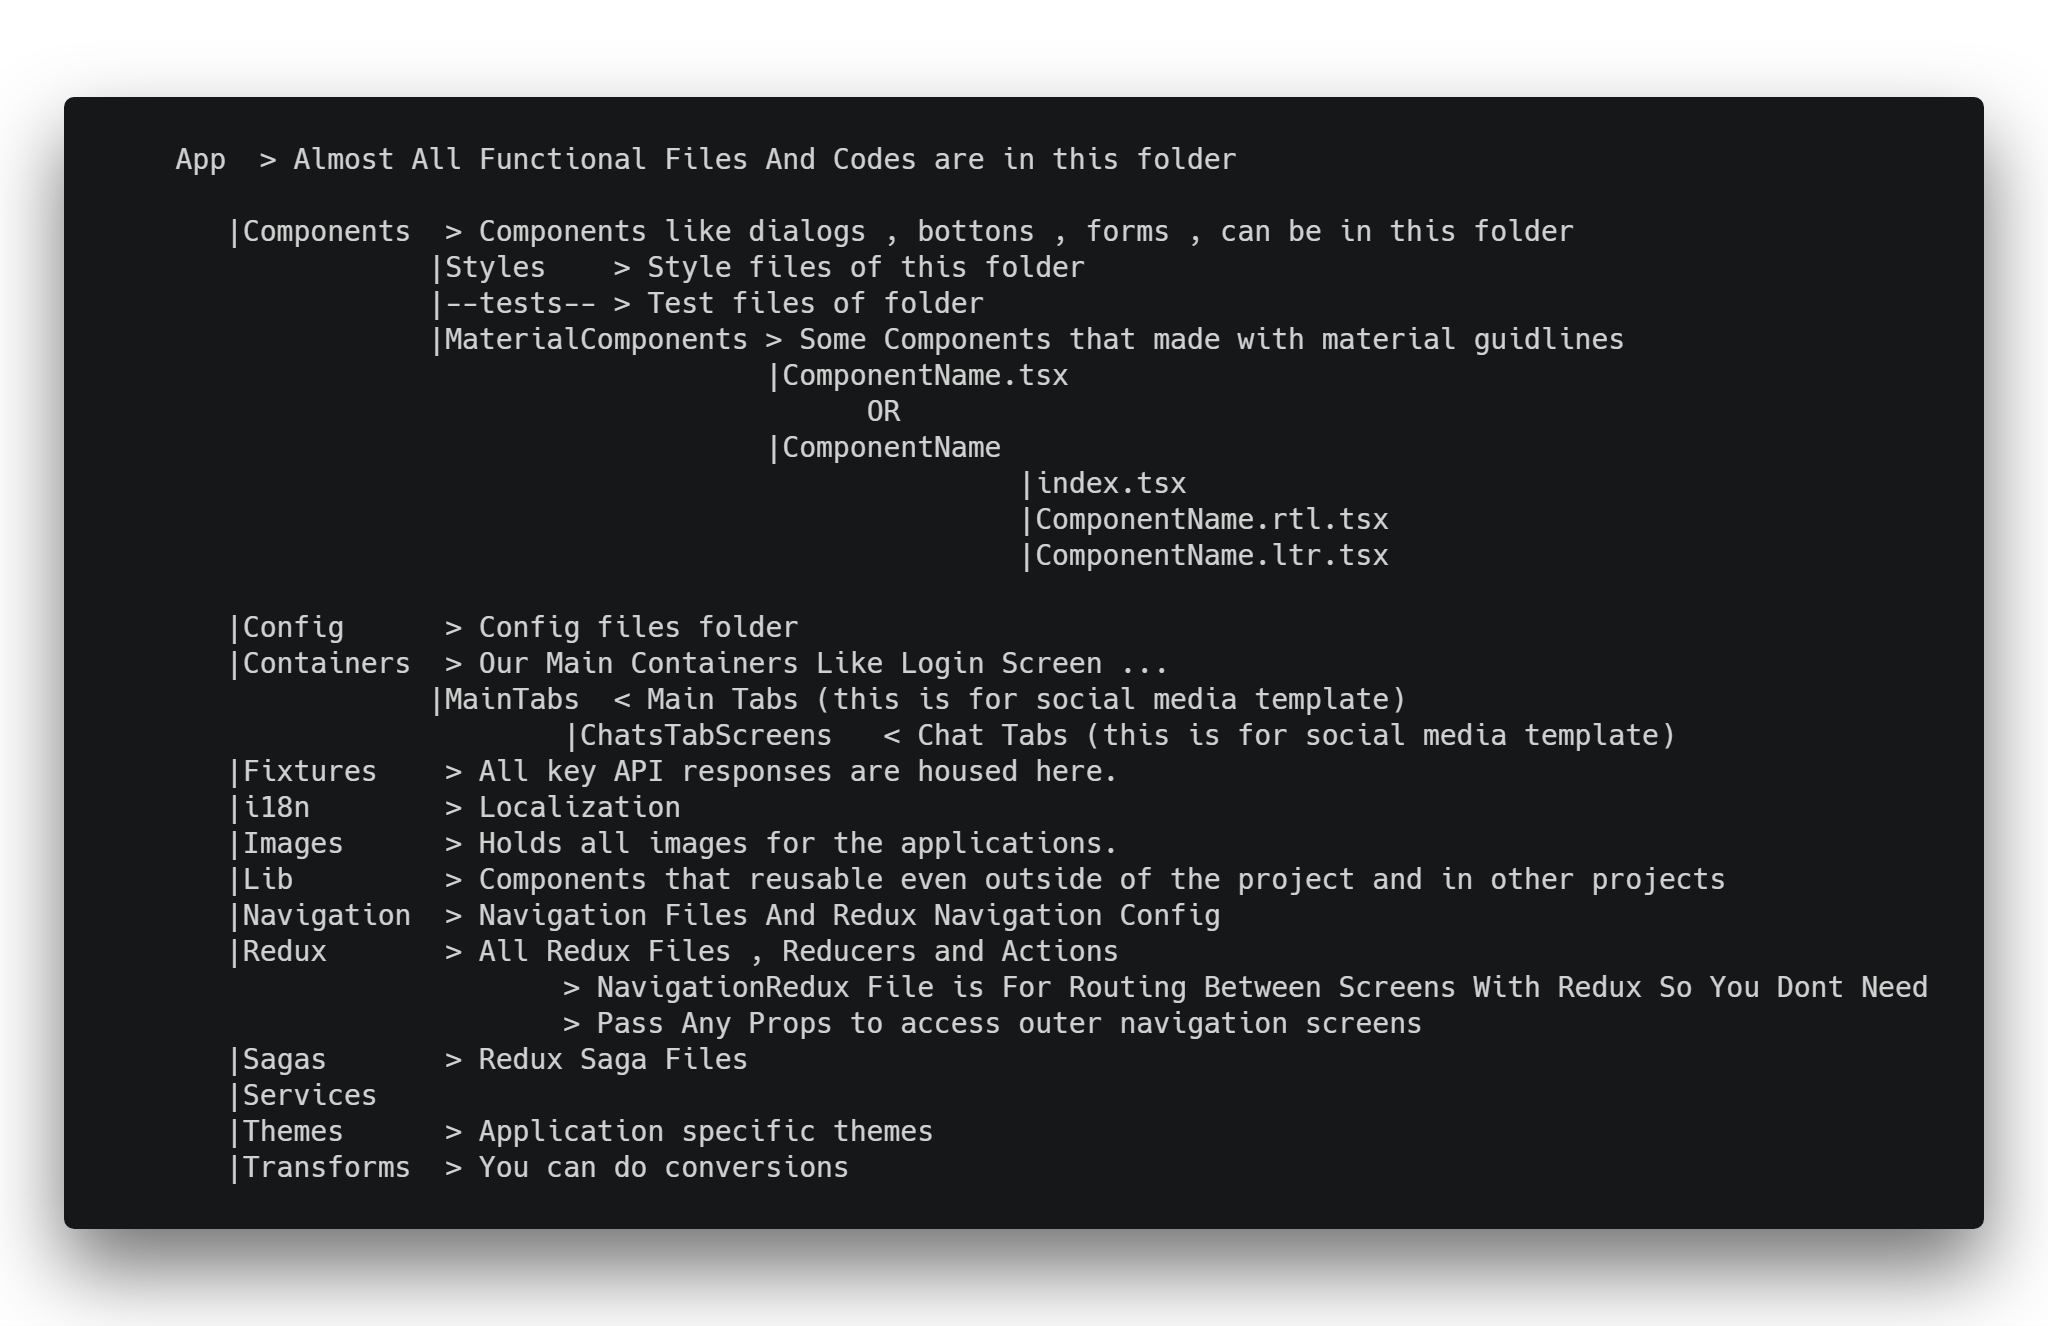 App  > Almost All Functional Files And Codes are in this folder
|Components  > Components like dialogs , bottons , forms , can be in this folder
|Styles    > Style files of this folder
|--tests-- > Test files of folder
|MaterialComponents > Some Components that made with material guidlines
|ComponentName.tsx
OR
|ComponentName
|index.tsx
|ComponentName.rtl.tsx
|ComponentName.ltr.tsx
|Config      > Config files folder
|Containers  > Our Main Containers Like Login Screen ...
|MainTabs  < Main Tabs (this is for social media template)
|ChatsTabScreens   < Chat Tabs (this is for social media template)
|Fixtures    > All key API responses are housed here.
|i18n        > Localization
|Images      > Holds all images for the applications.
|Lib         > Components that reusable even outside of the project and in other projects
|Navigation  > Navigation Files And Redux Navigation Config
|Redux       > All Redux Files , Reducers and Actions
> NavigationRedux File is For Routing Between Screens With Redux So You Dont Need
> Pass Any Props to access outer navigation screens
|Sagas       > Redux Saga Files
|Services
|Themes      > Application specific themes
|Transforms  > You can do conversions